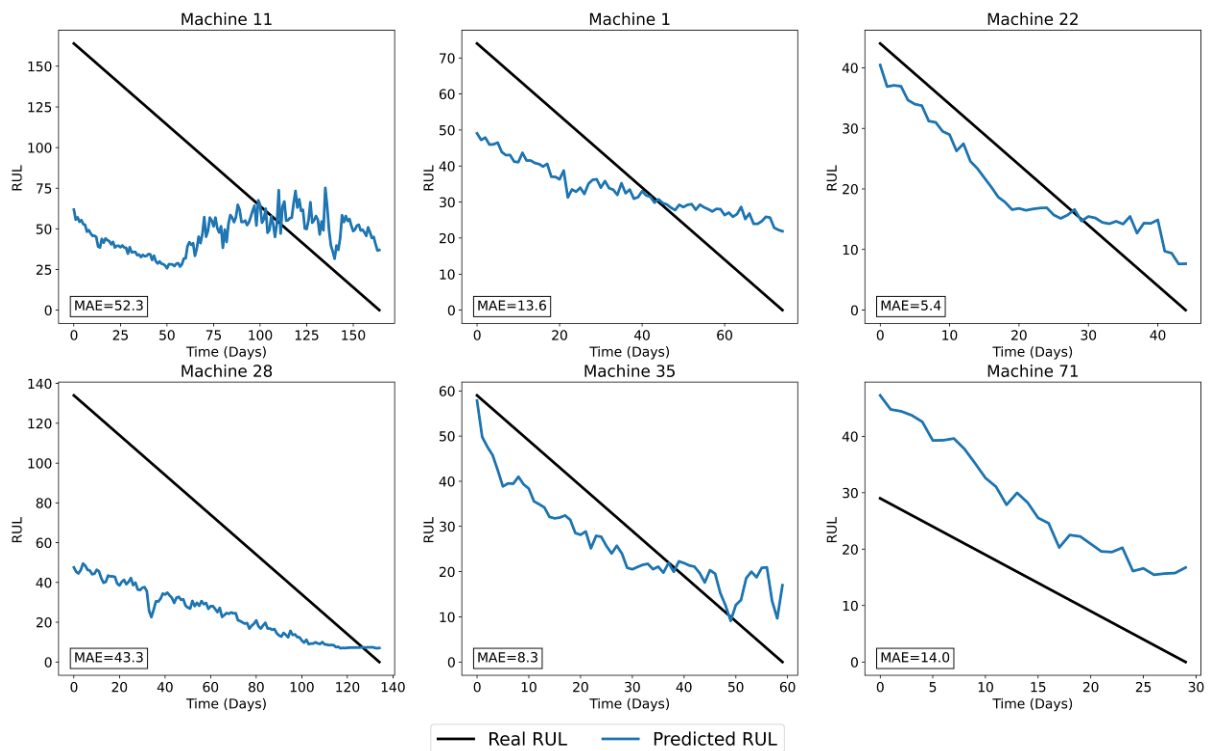 Machine 11
RUL
150
125
100
75
50
25
0
MAE=52.3
0 25 50 75 100 125 150
Time (Days)
Machine 1
RUL
70
60
50
40
30
20
10
0
MAE=13.6
0 20 40 60
Time (Days)
Machine 22
RUL
40
30
20
10
0
MAE=5.4
0 10 20 30 40
Time (Days)
Machine 28
RUL
140
120
100
80
60
40
20
0
MAE=43.3
0 20 40 60 80 100 120 140
Time (Days)
Machine 35
RUL
60
50
40
30
20
10
0
MAE=8.3
0 10 20 30 40 50 60
Time (Days)
Machine 71
RUL
40
30
20
10
0
MAE=14.0
0 5 10 15 20 25 30
Time (Days)
Real RUL Predicted RUL